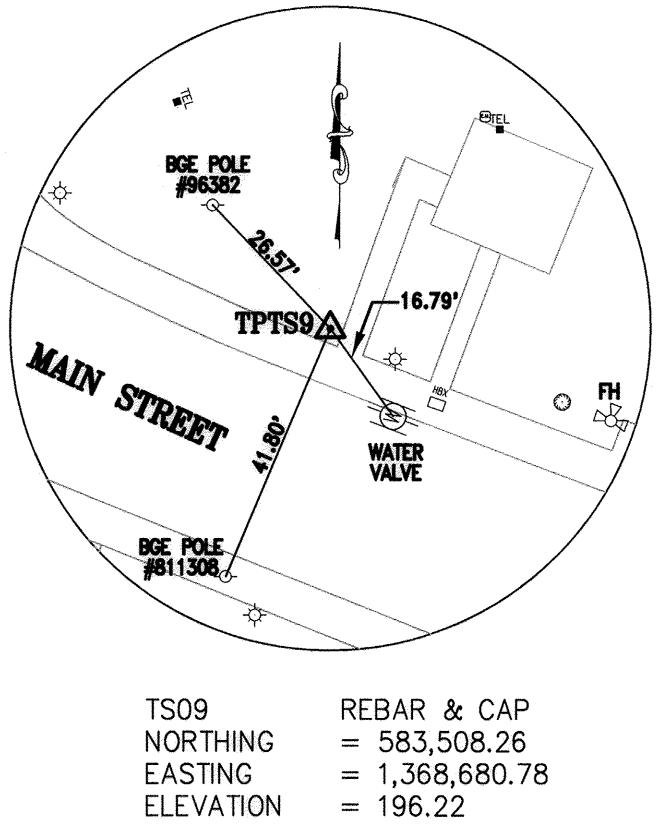 TEL
TEL
BGE POLE
#96382
26.57'
TPTS9
16.79'
MAIN STREET
41.80'
HBX
FH
W
WATER
VALVE
BGE POLE
#811308
TS09 REBAR & CAP
NORTHING = 583,508.26
EASTING = 1,368,680.78
ELEVATION = 196.22